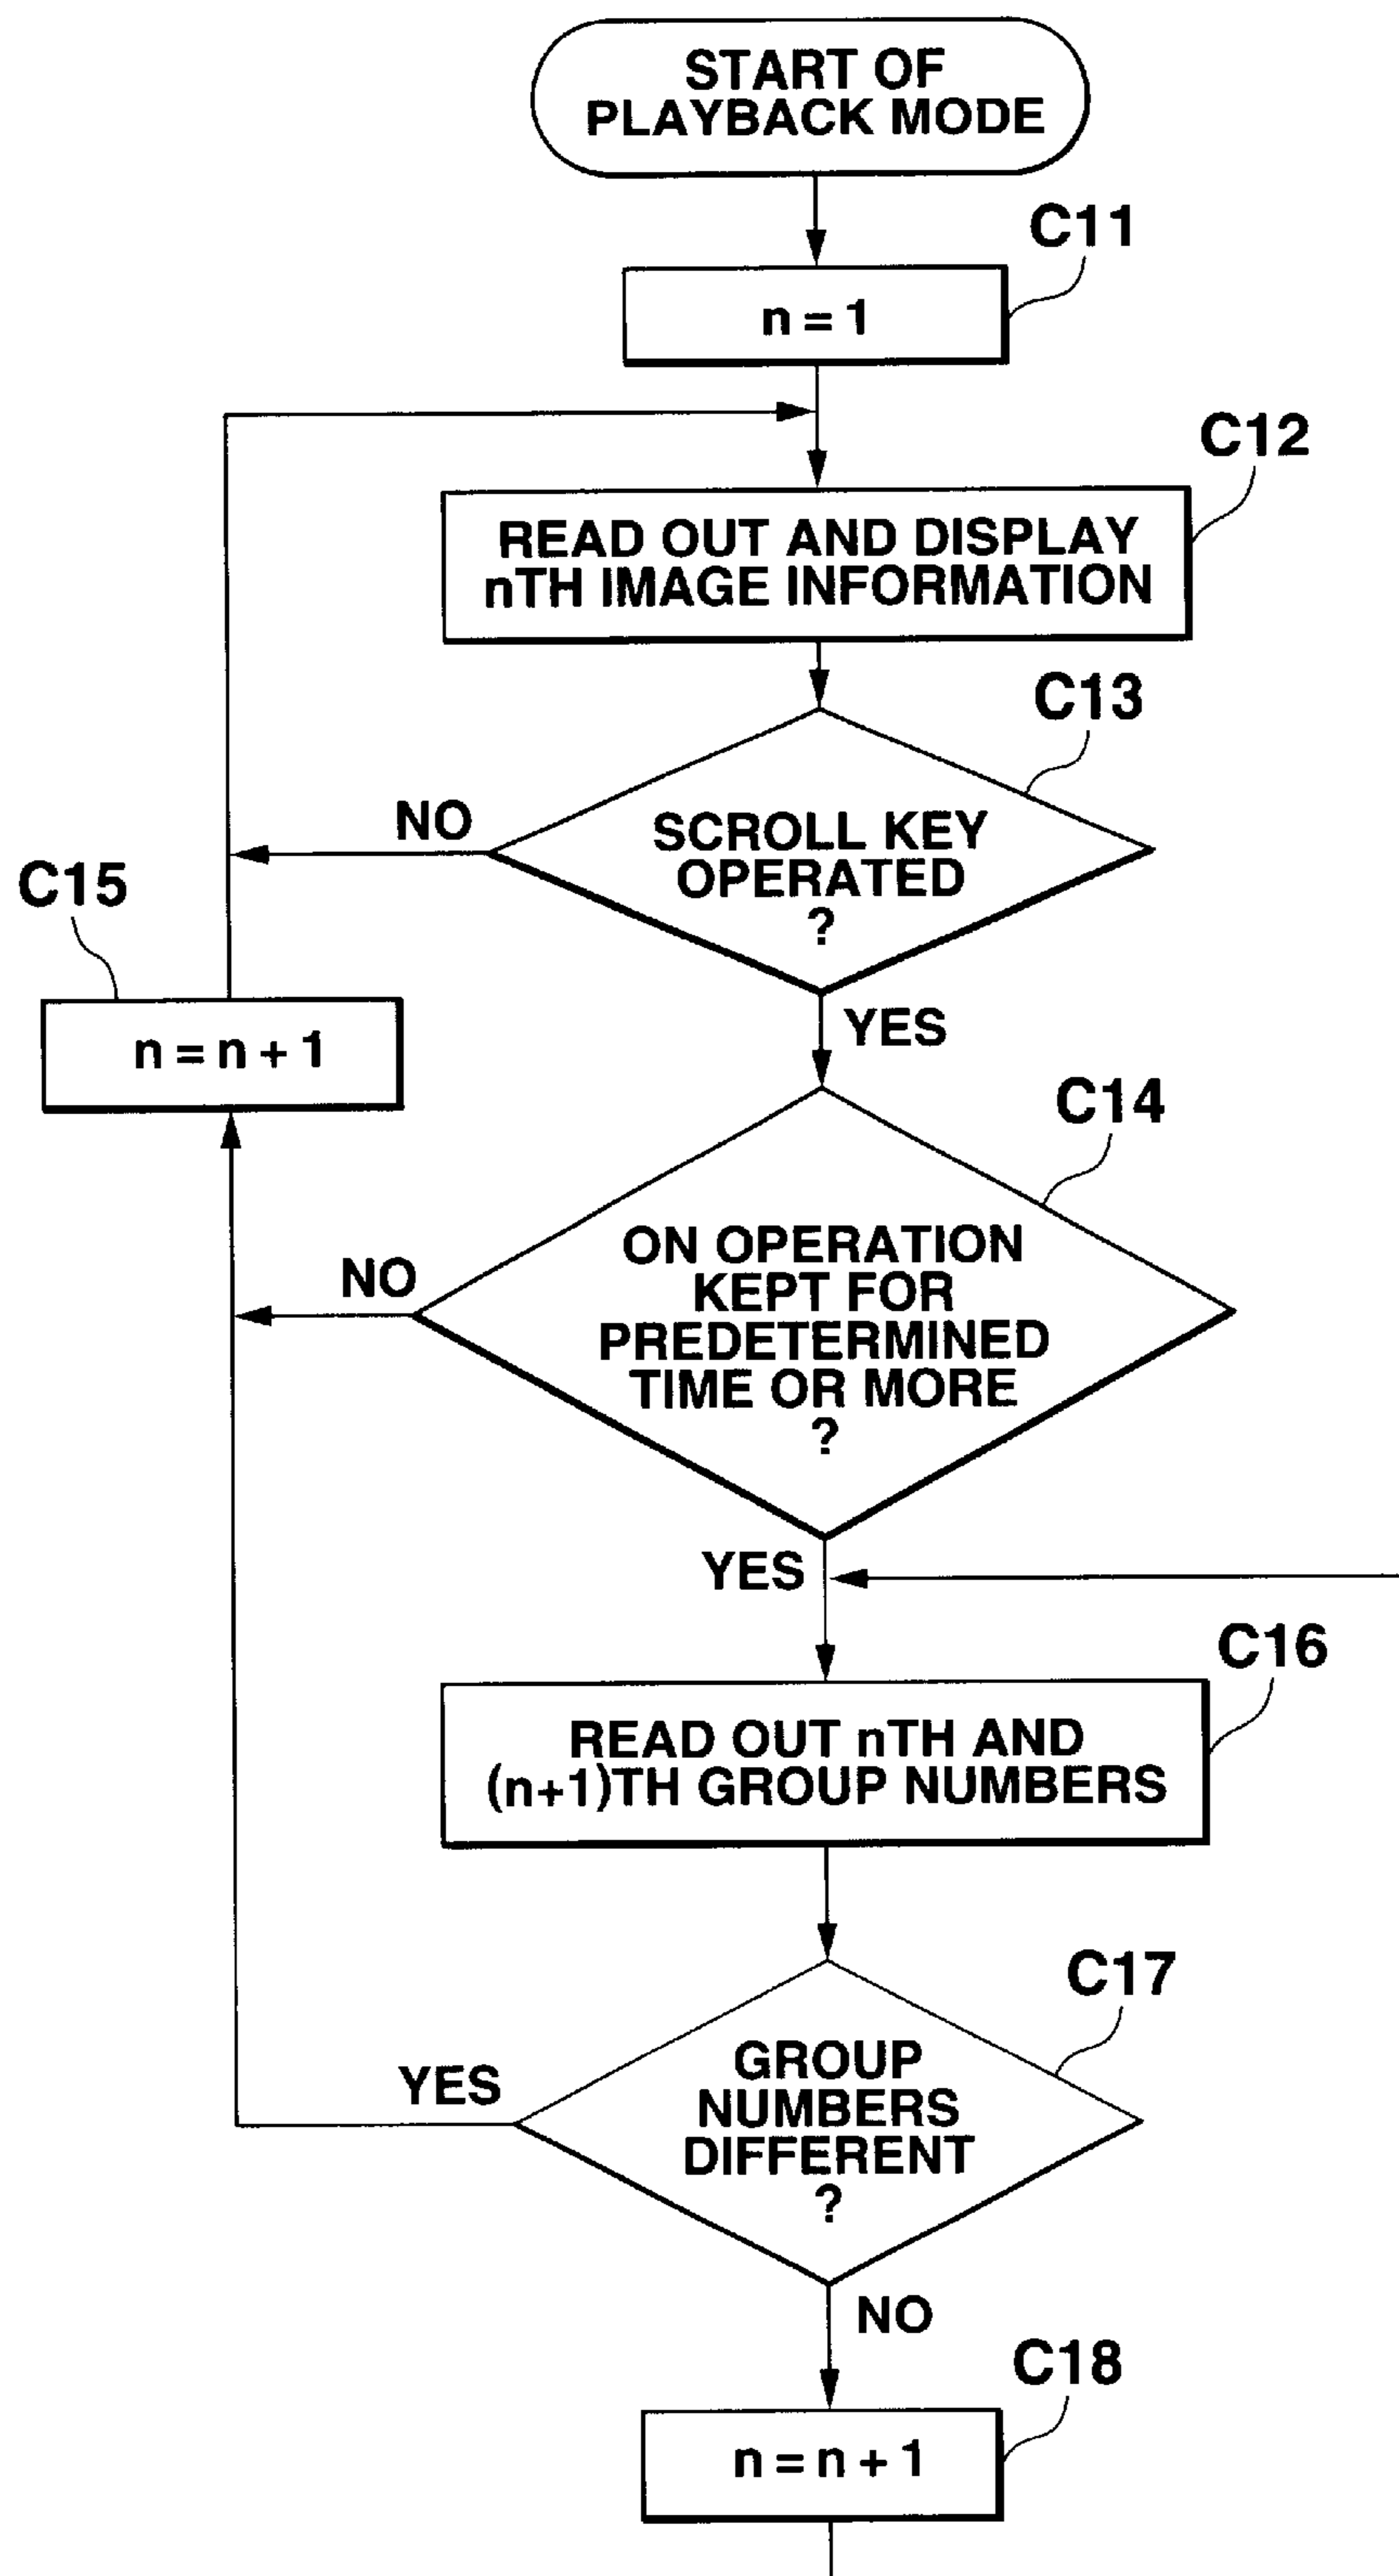 START OF
PLAYBACK MODE
C11
n = 1
C12
READ OUT AND DISPLAY
nTH IMAGE INFORMATION
C13
SCROLL KEY
OPERATED
?
NO
C15
YES
n = n + 1
C14
ON OPERATION
KEPT FOR
PREDETERMINED
TIME OR MORE
?
NO
YES
C16
READ OUT nTH AND
(n+1)TH GROUP NUMBERS
C17
GROUP
NUMBERS
DIFFERENT
?
YES
NO
C18
n = n + 1